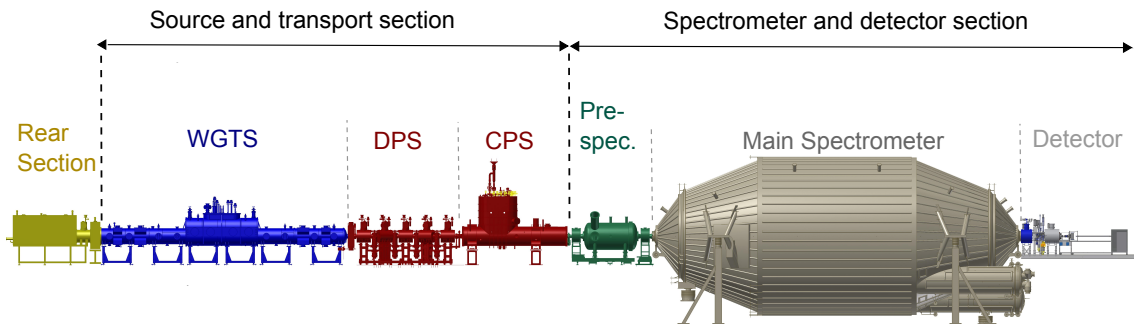 Source and transport section
Spectrometer and detector section
Rear
Section
WGTS
DPS
CPS
Pre-
spec.
Main Spectrometer
Detector